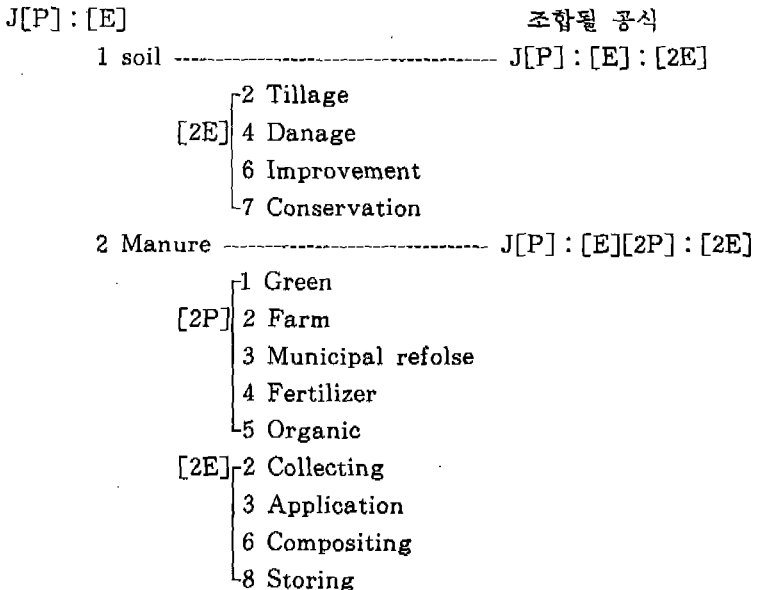 J[P] : [E] 조합될 공식
1 soil ------------------------------------ J[P] : [E] : [2E]
2 Tillage
[2E] 4 Danage
6 Improvement
7 Conservation
2 Manure ----------------------------- J[P] : [E][2P] : [2E]
1 Green
[2P] 2 Farm
3 Municipal refolse
4 Fertilizer
5 Organic
[2E] 2 Collecting
3 Application
6 Compositing
8 Storing